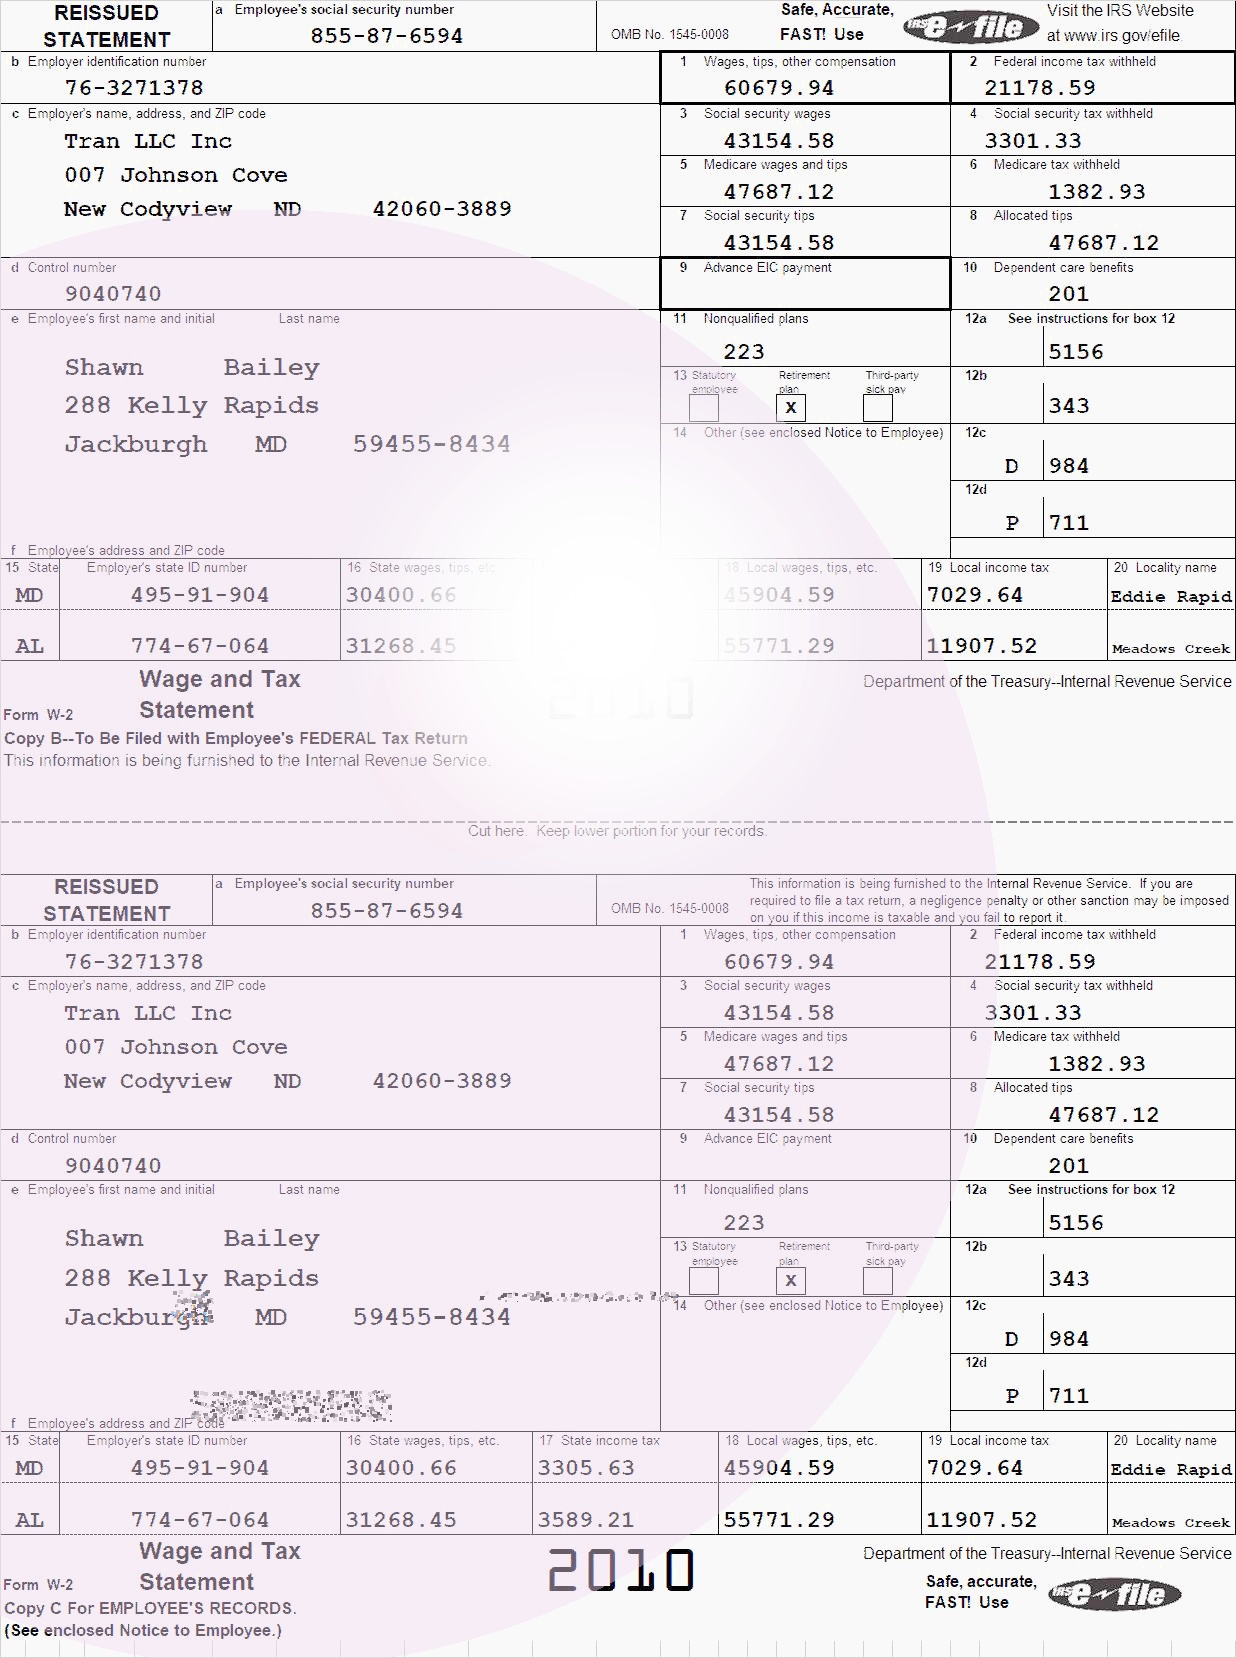 REISSUED STATEMENT
a Employee's social security number
855-87-6594
OMB No. 1545-0008
Safe, Accurate, FAST! Use
IRS e-file
Visit the IRS Website at www.irs gov/efile
b Employer identification number
76-3271378
1 Wages, tips, other compensation
60679.94
2 Federal income tax withheld
21178.59
c Employer's name, address, and ZIP code
Tran LLC Inc
007 Johnson Cove
New Codyview ND 42060-3889
3 Social security wages
43154.58
4 Social security tax withheld
3301.33
5 Medicare wages and tips
47687.12
6 Medicare tax withheld
1382.93
7 Social security tips
43154.58
8 Allocated tips
47687.12
d Control number
9040740
9 Advance EIC payment
10 Dependent care benefits
201
e Employee's first name and initial Last name
Shawn Bailey
288 Kelly Rapids
Jackburgh MD 59455-8434
11 Nonqualified plans
223
12a See instructions for box 12
5156
13 Statutory employee Retirement plan Third-party sick pay
X
12b
343
14 Other (see enclosed Notice to Employee)
12c
D 984
12d
P 711
f Employee's address and ZIP code
15 State Employer's state ID number 16 State wages, tips, etc 18 Local wages, tips, etc. 19 Local income tax 20 Locality name
MD 495-91-904 30400.66 45904.59 7029.64 Eddie Rapid
AL 774-67-064 31268.45 55771.29 11907.52 Meadows Creek
Wage and Tax
Statement
Form W-2
2010
Department of the Treasury--Internal Revenue Service
Copy B--To Be Filed with Employee's FEDERAL Tax Return
This information is being furnished to the Internal Revenue Service.
Cut here. Keep lower portion for your records.
REISSUED STATEMENT
a Employee's social security number
855-87-6594
OMB No. 1545-0008
This information is being furnished to the Internal Revenue Service. If you are
required to file a tax return, a negligence penalty or other sanction may be imposed
on you if this income is taxable and you fail to report it.
b Employer identification number
76-3271378
1 Wages, tips, other compensation
60679.94
2 Federal income tax withheld
21178.59
c Employer's name, address, and ZIP code
Tran LLC Inc
007 Johnson Cove
New Codyview ND 42060-3889
3 Social security wages
43154.58
4 Social security tax withheld
3301.33
5 Medicare wages and tips
47687.12
6 Medicare tax withheld
1382.93
7 Social security tips
43154.58
8 Allocated tips
47687.12
d Control number
9040740
9 Advance EIC payment
10 Dependent care benefits
201
e Employee's first name and initial Last name
Shawn Bailey
288 Kelly Rapids
Jackburgh MD 59455-8434
11 Nonqualified plans
223
12a See instructions for box 12
5156
13 Statutory employee Retirement plan Third-party sick pay
X
12b
343
14 Other (see enclosed Notice to Employee)
12c
D 984
12d
P 711
f Employee's address and ZIP code
15 State Employer's state ID number 16 State wages, tips, etc. 17 State income tax 18 Local wages, tips, etc. 19 Local income tax 20 Locality name
MD 495-91-904 30400.66 3305.63 45904.59 7029.64 Eddie Rapid
AL 774-67-064 31268.45 3589.21 55771.29 11907.52 Meadows Creek
Wage and Tax
Statement
Form W-2
2010
Department of the Treasury--Internal Revenue Service
Safe, accurate,
FAST! Use
IRS e-file
Copy C For EMPLOYEE'S RECORDS.
(See enclosed Notice to Employee.)